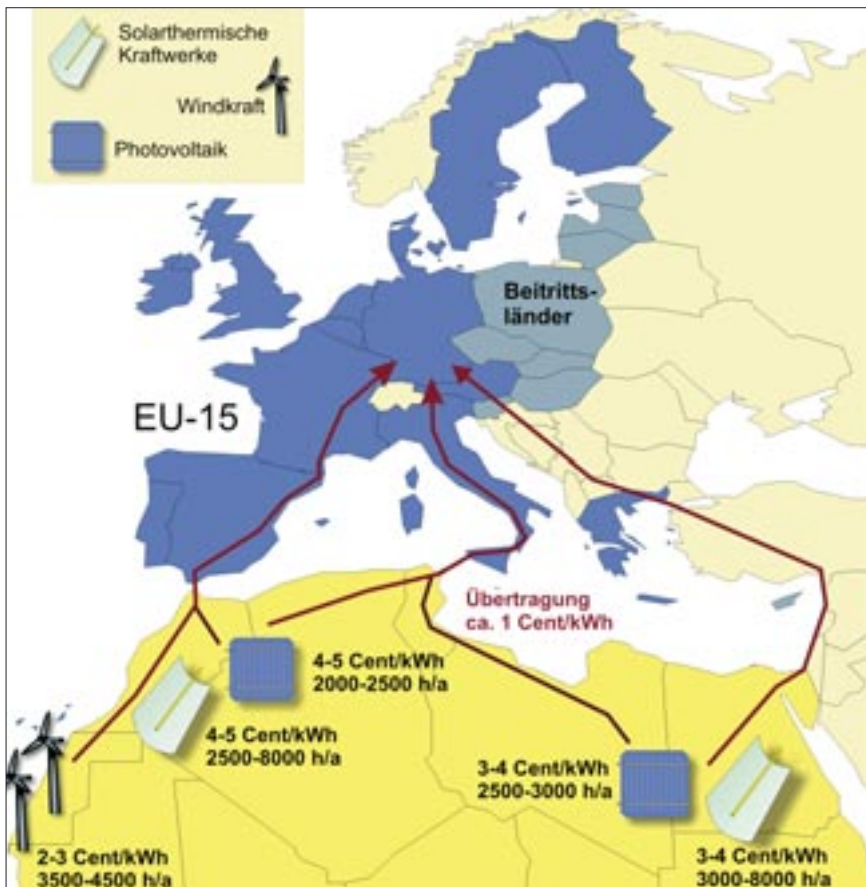 Solarthermische
Kraftwerke
Windkraft
Photovoltaik
Beitritts-
länder
EU-15
Übertragung
ca. 1 Cent/kWh
4-5 Cent/kWh
2000-2500 h/a
4-5 Cent/kWh
2500-8000 h/a
3-4 Cent/kWh
2500-3000 h/a
2-3 Cent/kWh
3500-4500 h/a
3-4 Cent/kWh
3000-8000 h/a